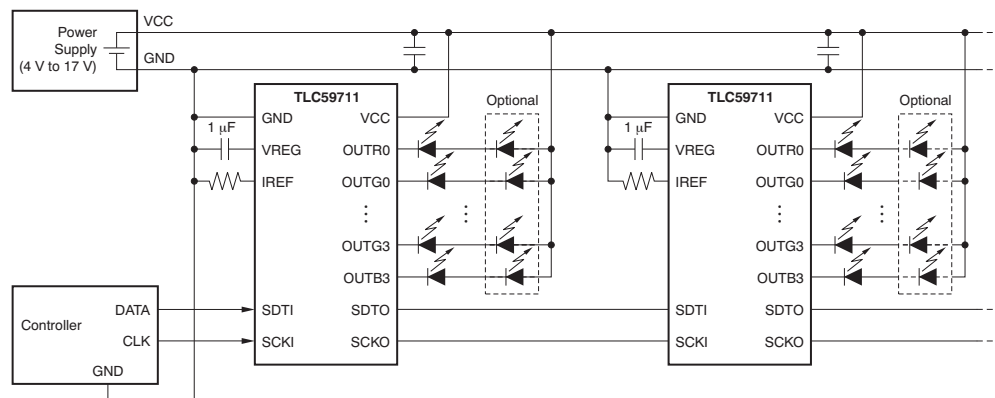 Power
Supply
(4 V to 17 V)
VCC
GND
TLC59711
GND
VREG
IREF
SDTI
SCKI
VCC
OUTR0
OUTG0
OUTG3
OUTB3
SDTO
SCKO
1 μF
Optional
TLC59711
GND
VREG
IREF
SDTI
SCKI
VCC
OUTR0
OUTG0
OUTG3
OUTB3
SDTO
SCKO
1 μF
Optional
Controller
DATA
CLK
GND